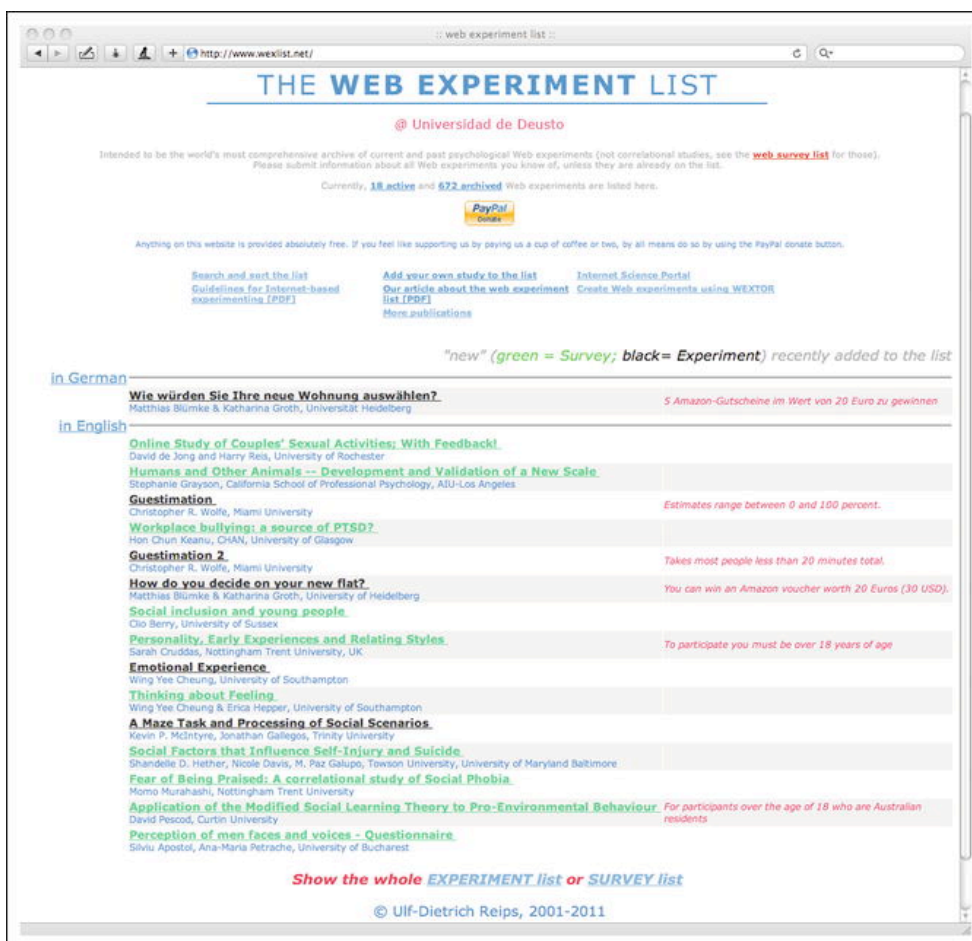 :: web experiment list ::
http://www.wexlist.net/
THE WEB EXPERIMENT LIST
@ Universidad de Deusto
Intended to be the world's most comprehensive archive of current and past psychological Web experiments (not correlational studies, see the web survey list for those).
Please submit information about all Web experiments you know of, unless they are already on the list.
Currently, 18 active and 672 archived Web experiments are listed here.
PayPal
Donate
Anything on this website is provided absolutely free. If you feel like supporting us by paying us a cup of coffee or two, by all means do so by using the PayPal donate button.
Search and sort the list
Guidelines for Internet-based
experimenting [PDF]
Add your own study to the list
Our article about the web experiment
list [PDF]
More publications
Internet Science Portal
Create Web experiments using WEXTOR
"new" (green = Survey; black= Experiment) recently added to the list
in German
Wie würden Sie Ihre neue Wohnung auswählen?
Matthias Blümke & Katharina Groth, Universität Heidelberg
5 Amazon-Gutscheine im Wert von 20 Euro zu gewinnen
in English
Online Study of Couples' Sexual Activities; With Feedback!
David de Jong and Harry Reis, University of Rochester
Humans and Other Animals -- Development and Validation of a New Scale
Stephanie Grayson, California School of Professional Psychology, AIU-Los Angeles
Guestimation
Christopher R. Wolfe, Miami University
Estimates range between 0 and 100 percent.
Workplace bullying: a source of PTSD?
Hon Chun Keanu, CHAN, University of Glasgow
Guestimation 2
Christopher R. Wolfe, Miami University
Takes most people less than 20 minutes total.
How do you decide on your new flat?
Matthias Blümke & Katharina Groth, University of Heidelberg
You can win an Amazon voucher worth 20 Euros (30 USD).
Social inclusion and young people
Clio Berry, University of Sussex
Personality, Early Experiences and Relating Styles
Sarah Cruddas, Nottingham Trent University, UK
To participate you must be over 18 years of age
Emotional Experience
Wing Yee Cheung, University of Southampton
Thinking about Feeling
Wing Yee Cheung & Erica Hepper, University of Southampton
A Maze Task and Processing of Social Scenarios
Kevin P. McIntyre, Jonathan Gallegos, Trinity University
Social Factors that Influence Self-Injury and Suicide
Shandelle D. Hether, Nicole Davis, M. Paz Galupo, Towson University, University of Maryland Baltimore
Fear of Being Praised: A correlational study of Social Phobia
Momo Murahashi, Nottingham Trent University
Application of the Modified Social Learning Theory to Pro-Environmental Behaviour
David Pescod, Curtin University
For participants over the age of 18 who are Australian
residents
Perception of men faces and voices - Questionnaire
Silviu Apostol, Ana-Maria Petrache, University of Bucharest
Show the whole EXPERIMENT list or SURVEY list
© Ulf-Dietrich Reips, 2001-2011